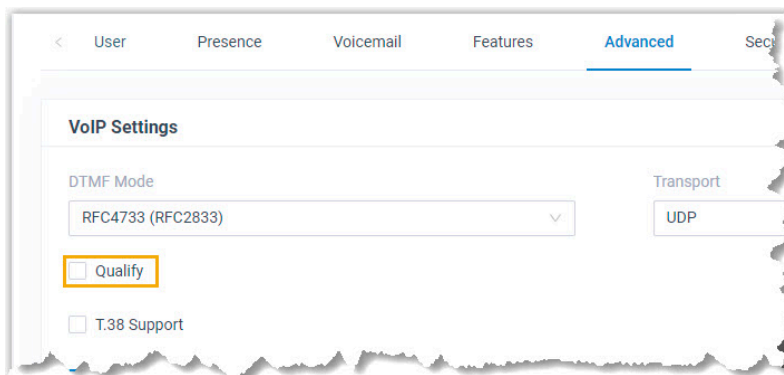 < User Presence Voicemail Features Advanced
VoIP Settings
DTMF Mode Transport
RFC4733 (RFC2833) UDP
Qualify
T.38 Support